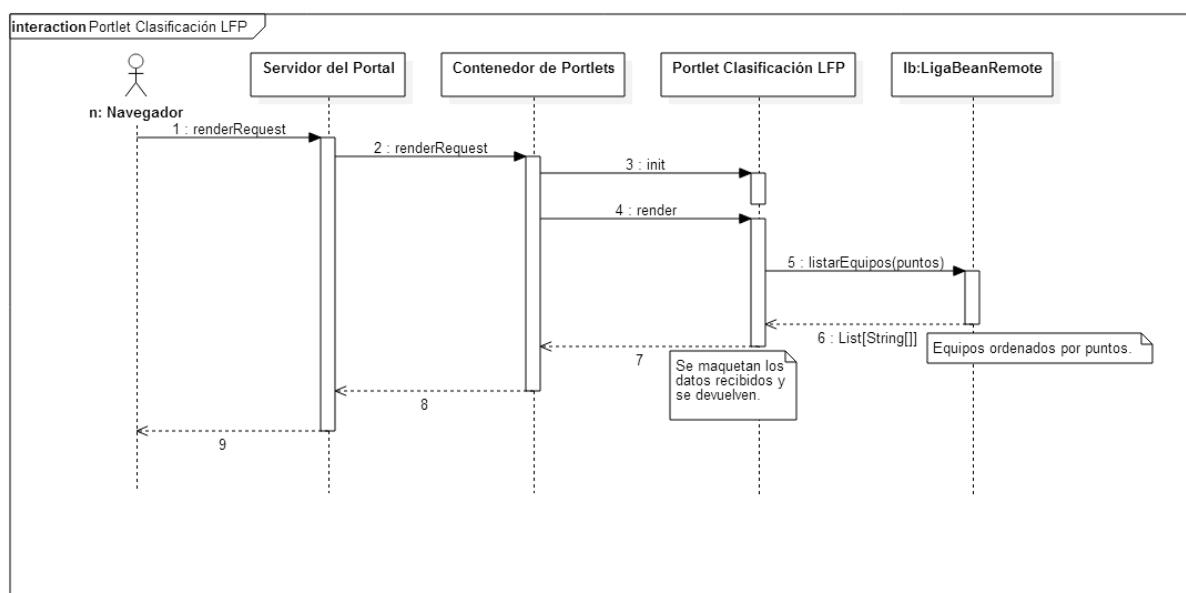 interaction Portlet Clasificación LFP
n: Navegador
Servidor del Portal
Contenedor de Portlets
Portlet Clasificación LFP
lb:LigaBeanRemote
1 : renderRequest
2 : renderRequest
3 : init
4 : render
5 : listarEquipos(puntos)
6 : List[String[]]
Equipos ordenados por puntos.
7
Se maquetan los
datos recibidos y
se devuelven.
8
9